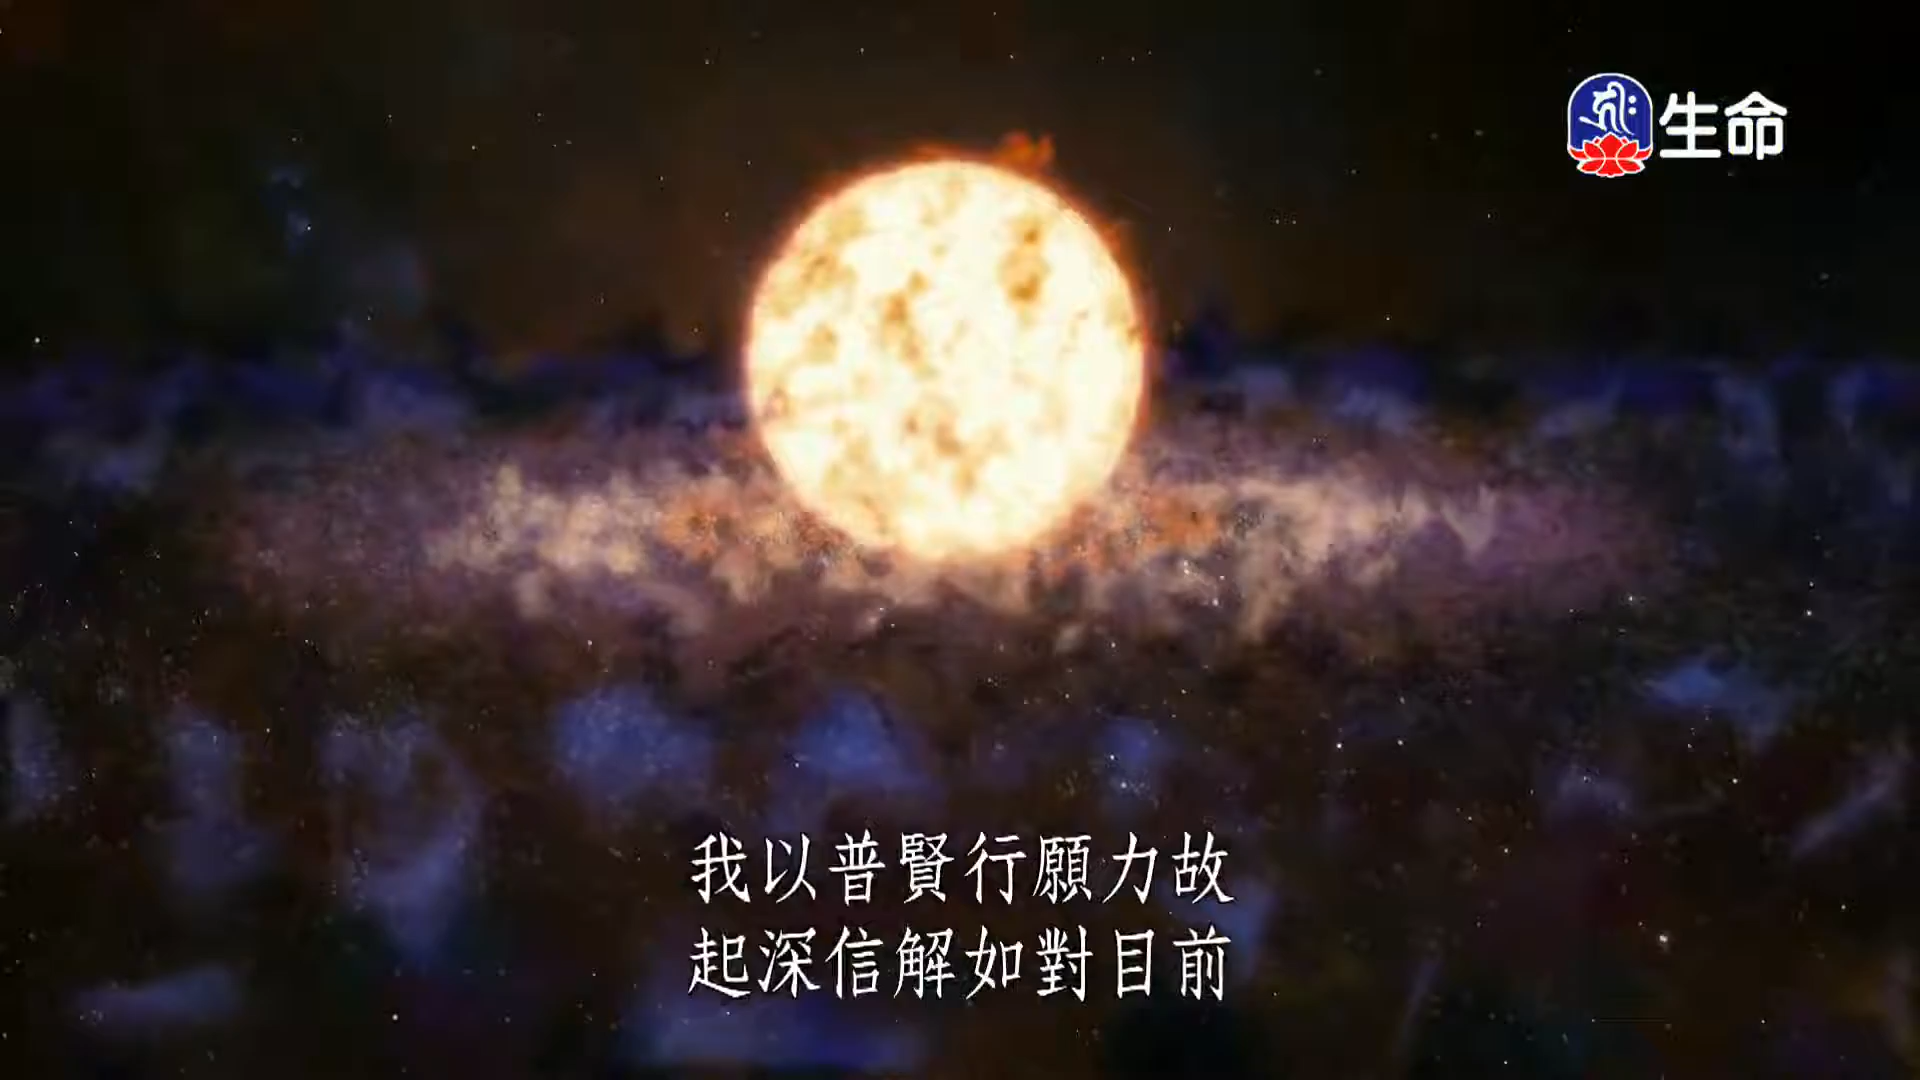 生命
我以普賢行願力故
起深信解如對目前